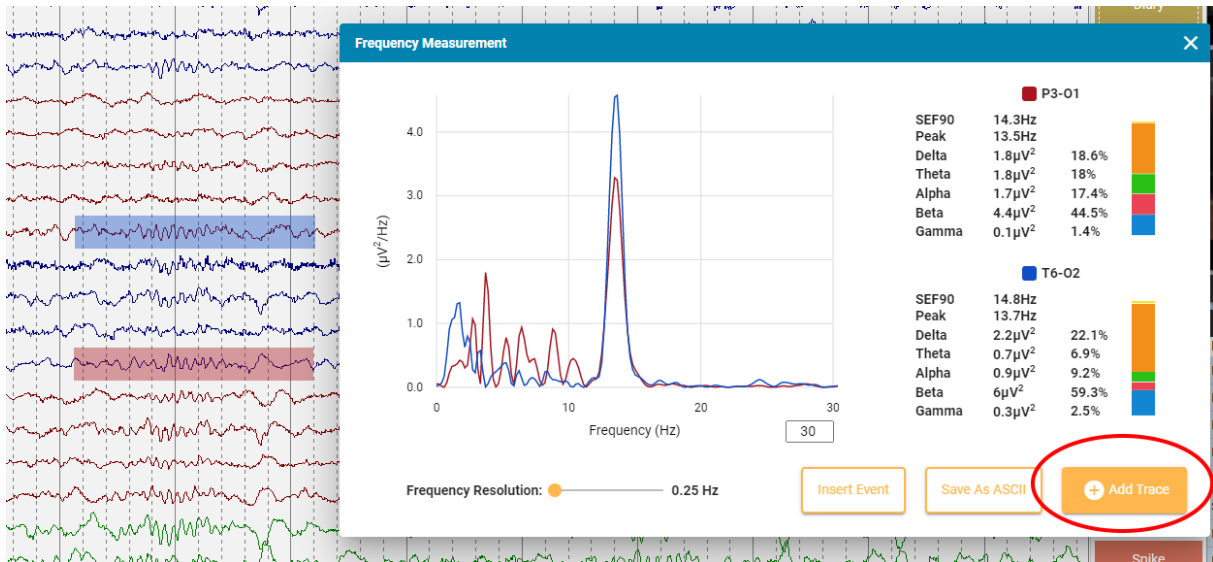 Diary
Frequency Measurement
P3-O1
SEF90 14.3Hz
Peak 13.5Hz
Delta 1.8µV² 18.6%
Theta 1.8µV² 18%
Alpha 1.7µV² 17.4%
Beta 4.4µV² 44.5%
Gamma 0.1µV² 1.4%
T6-O2
SEF90 14.8Hz
Peak 13.7Hz
Delta 2.2µV² 22.1%
Theta 0.7µV² 6.9%
Alpha 0.9µV² 9.2%
Beta 6µV² 59.3%
Gamma 0.3µV² 2.5%
(µV²/Hz)
4.0
3.0
2.0
1.0
0.0
0 10 20 30
Frequency (Hz) 30
Frequency Resolution: 0.25 Hz
Insert Event
Save As ASCII
Add Trace
Spike